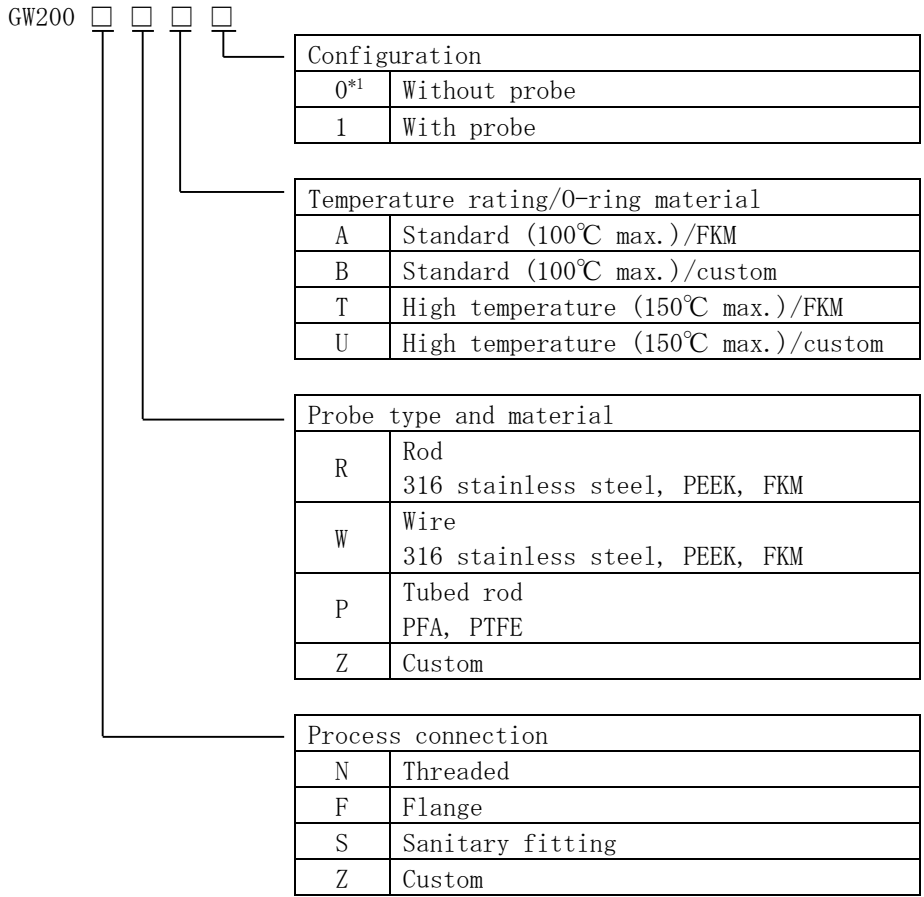 GW200 □ □ □ □
Configuration
0*1 Without probe
1 With probe
Temperature rating/O-ring material
A Standard (100℃ max.)/FKM
B Standard (100℃ max.)/custom
T High temperature (150℃ max.)/FKM
U High temperature (150℃ max.)/custom
Probe type and material
R Rod
316 stainless steel, PEEK, FKM
W Wire
316 stainless steel, PEEK, FKM
P Tubed rod
PFA, PTFE
Z Custom
Process connection
N Threaded
F Flange
S Sanitary fitting
Z Custom